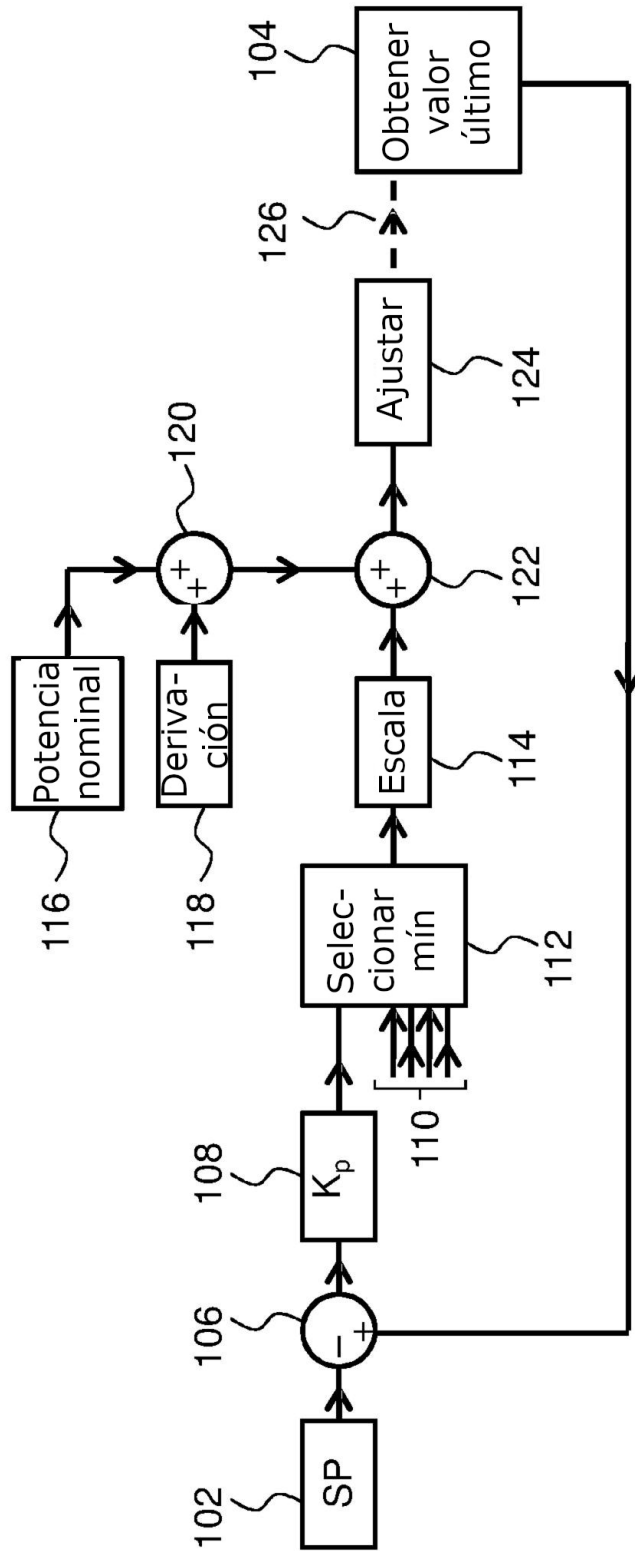 116
Potencia
nominal
118
Deriva-
ción
120
+
+
102
SP
106
-
+
108
Kₚ
110
112
Selec-
cionar
mín
114
Escala
122
+
+
124
Ajustar
126
104
Obtener
valor
último